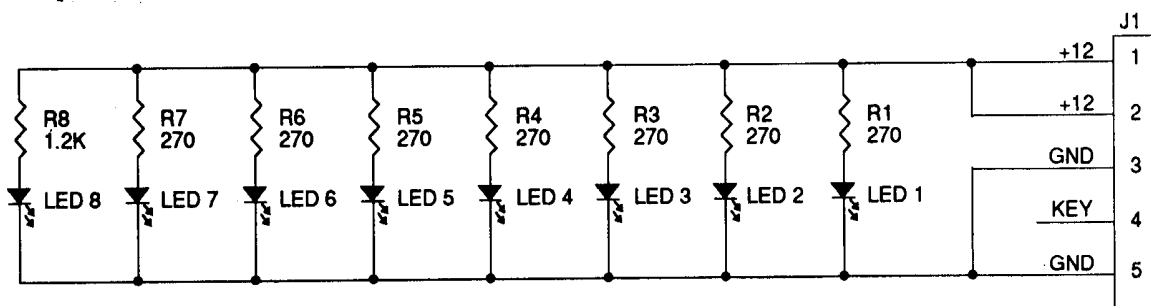 J1
+12 1
+12 2
GND 3
KEY 4
GND 5
R8 R7 R6 R5 R4 R3 R2 R1
1.2K 270 270 270 270 270 270 270
LED 8 LED 7 LED 6 LED 5 LED 4 LED 3 LED 2 LED 1